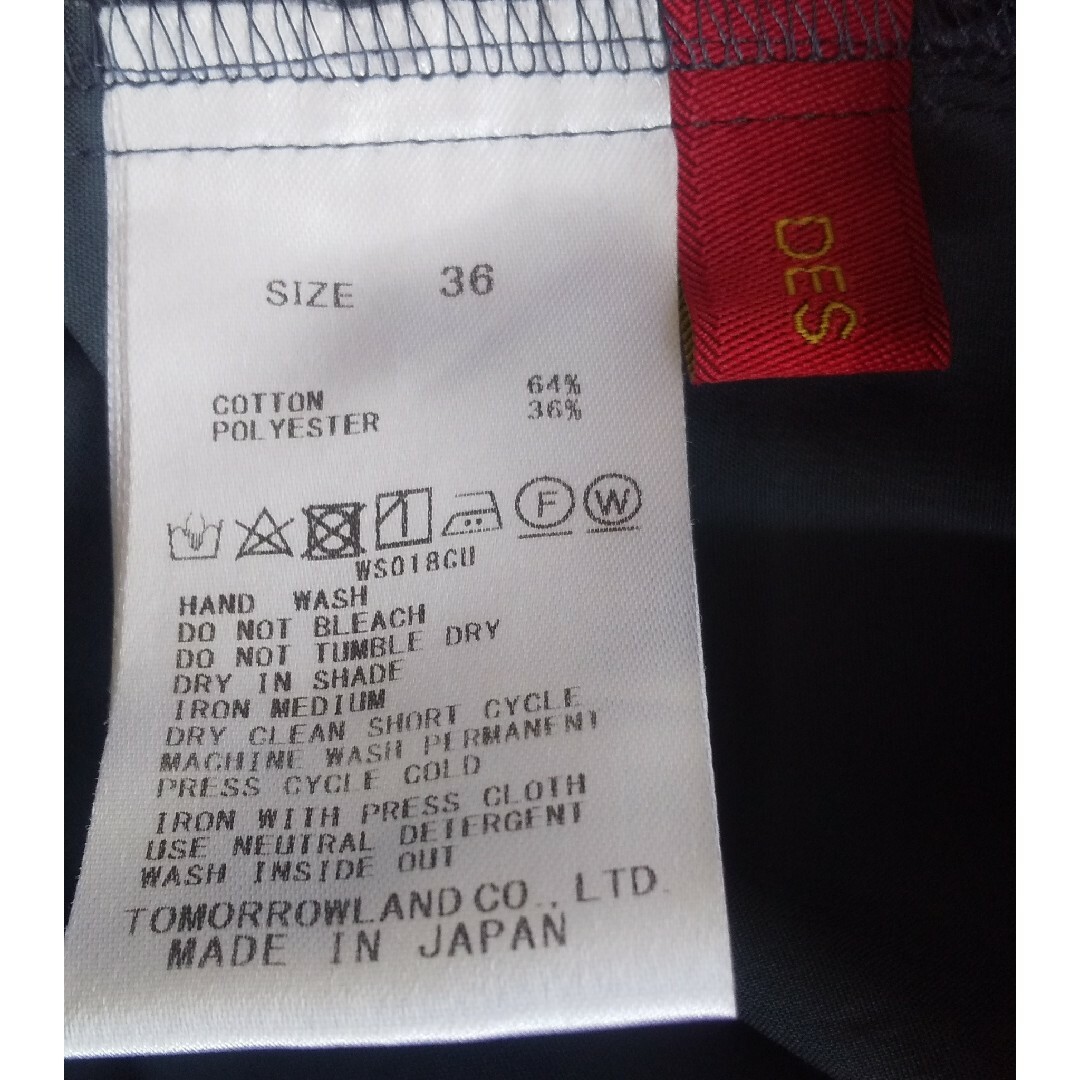 SIZE 36
COTTON 64%
POLYESTER 36%
F W
WS018CU
HAND WASH
DO NOT BLEACH
DO NOT TUMBLE DRY
DRY IN SHADE
IRON MEDIUM
DRY CLEAN SHORT CYCLE
MACHINE WASH PERMANENT
PRESS CYCLE COLD
IRON WITH PRESS CLOTH
USE NEUTRAL DETERGENT
WASH INSIDE OUT
TOMORROWLAND CO., LTD.
MADE IN JAPAN
DES